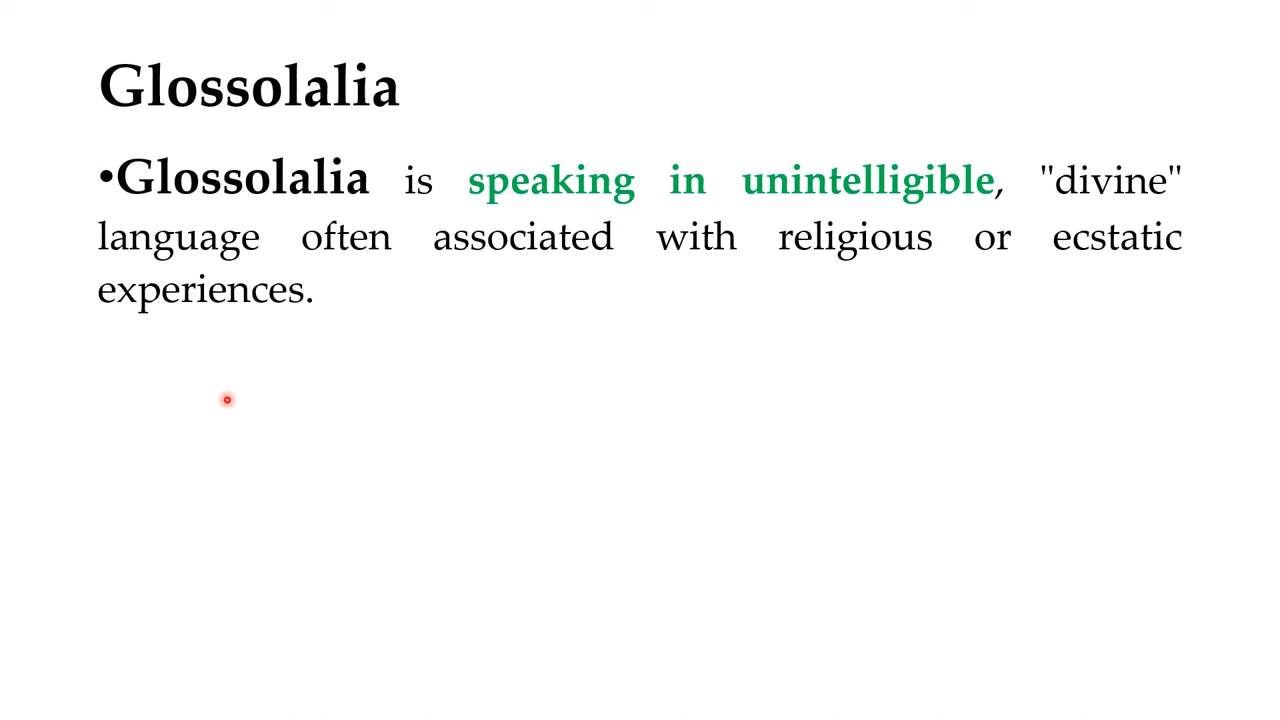 Glossolalia
•Glossolalia is speaking in unintelligible, "divine"
language often associated with religious or ecstatic
experiences.